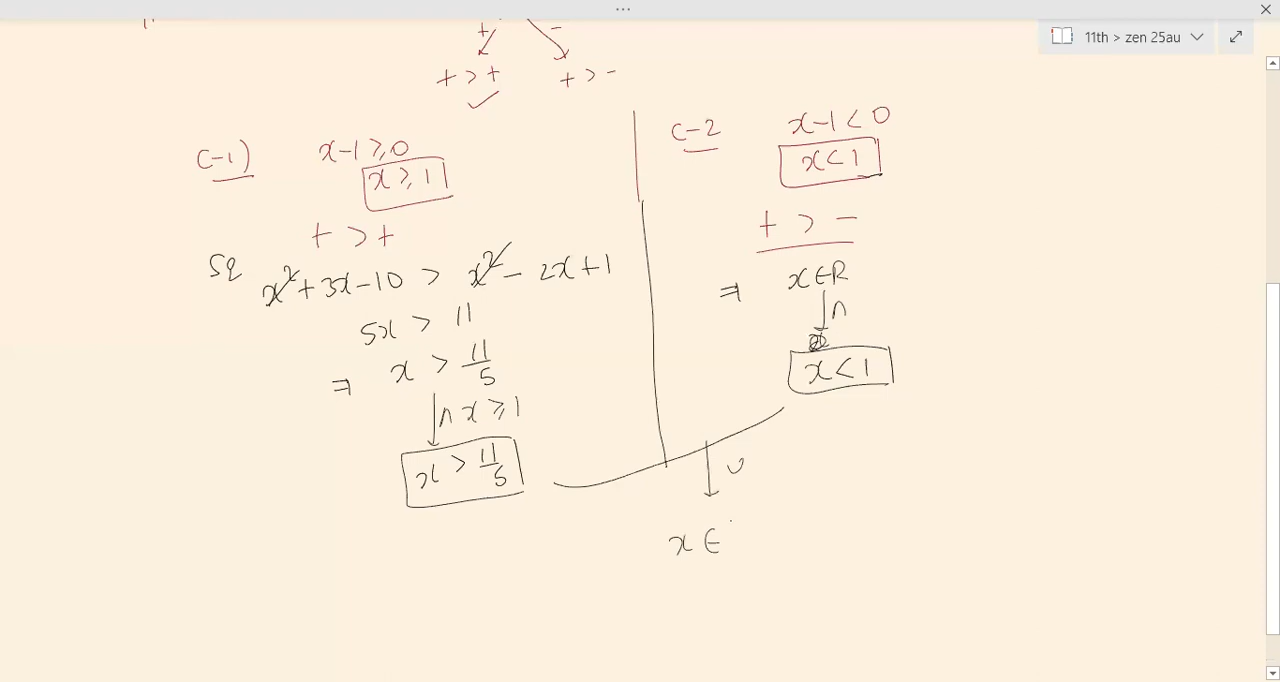 11th > zen 25au
+ −
+ > + + > −
C-1) x-1 ≥ 0
x ≥ 1
+ > +
Sq x²+3x-10 > x²-2x+1
5x > 11
⇒ x > 11/5
∩ x ≥ 1
x > 11/5
C-2 x-1 < 0
x < 1
+ > −
⇒ x ∈ R
∩
x < 1
∪
x ∈